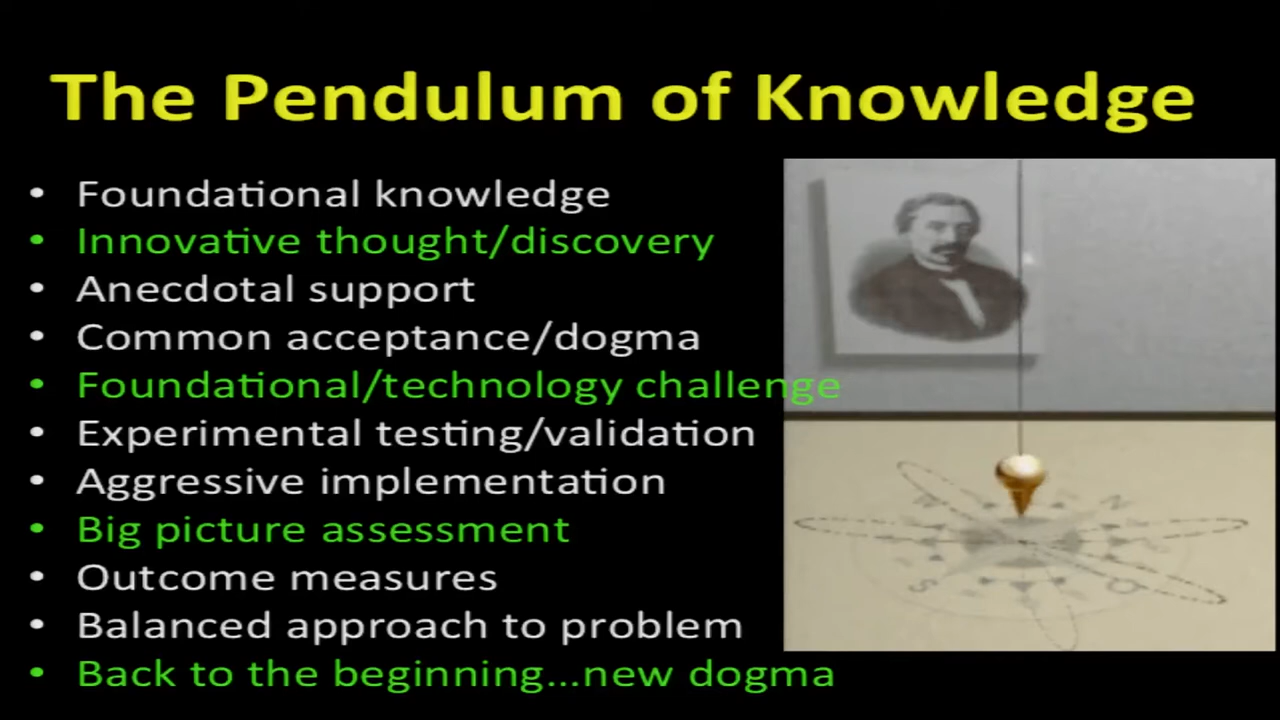 The Pendulum of Knowledge
• Foundational knowledge
• Innovative thought/discovery
• Anecdotal support
• Common acceptance/dogma
• Foundational/technology challenge
• Experimental testing/validation
• Aggressive implementation
• Big picture assessment
• Outcome measures
• Balanced approach to problem
• Back to the beginning...new dogma
N
S
O